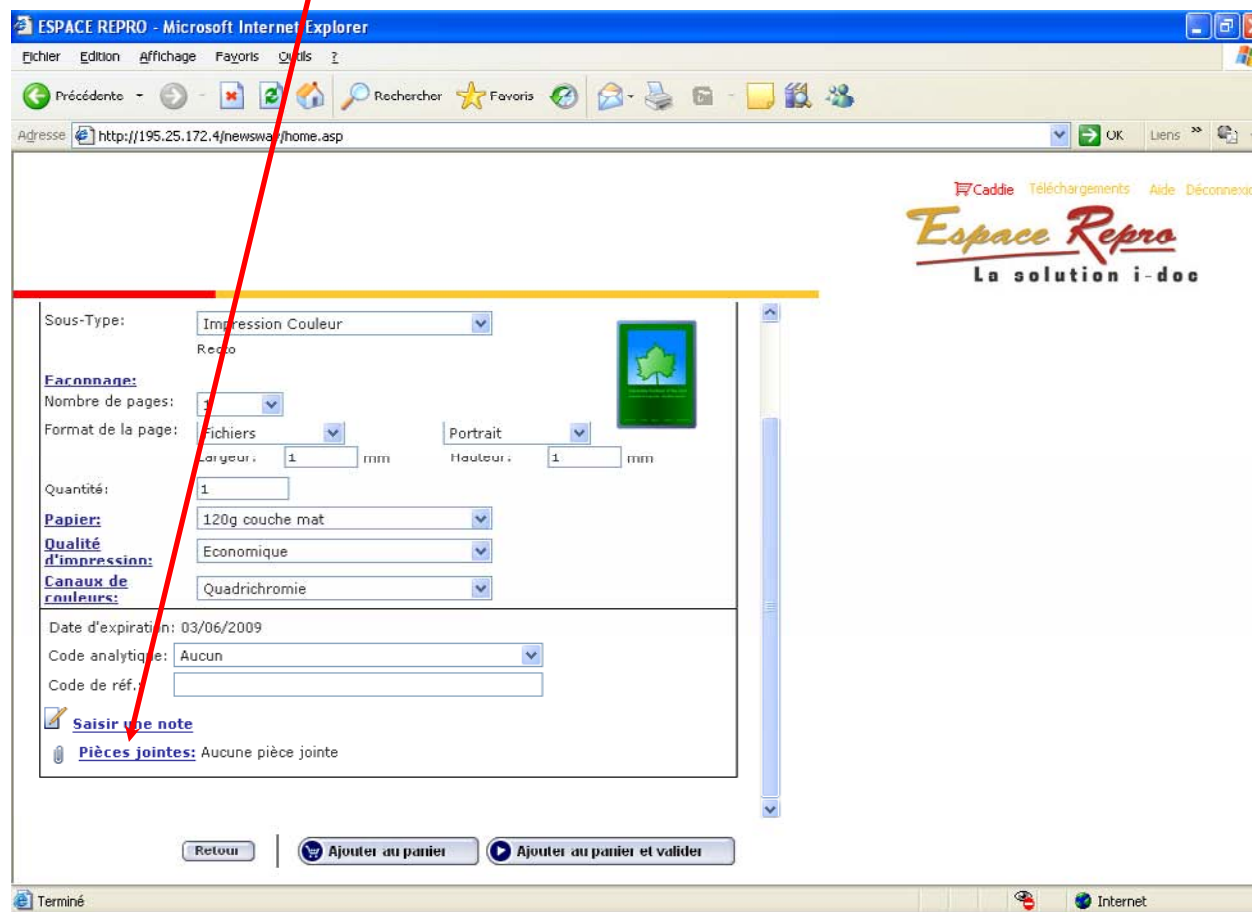 ESPACE REPRO - Microsoft Internet Explorer
Fichier Edition Affichage Favoris Outils ?
Précédente Rechercher Favoris
Adresse http://195.25.172.4/newsway/home.asp OK Liens »
Caddie Téléchargements Aide Déconnexio
Espace Repro
La solution i-doc
Sous-Type: Impression Couleur
Recto
Façonnage:
Nombre de pages: 1
Format de la page: Fichiers Portrait
Largeur: 1 mm Hauteur: 1 mm
Quantité: 1
Papier: 120g couche mat
Qualité
d'impression: Economique
Canaux de
couleurs: Quadrichromie
Date d'expiration: 03/06/2009
Code analytique: Aucun
Code de réf.:
Saisir une note
Pièces jointes: Aucune pièce jointe
Retour Ajouter au panier Ajouter au panier et valider
Terminé Internet